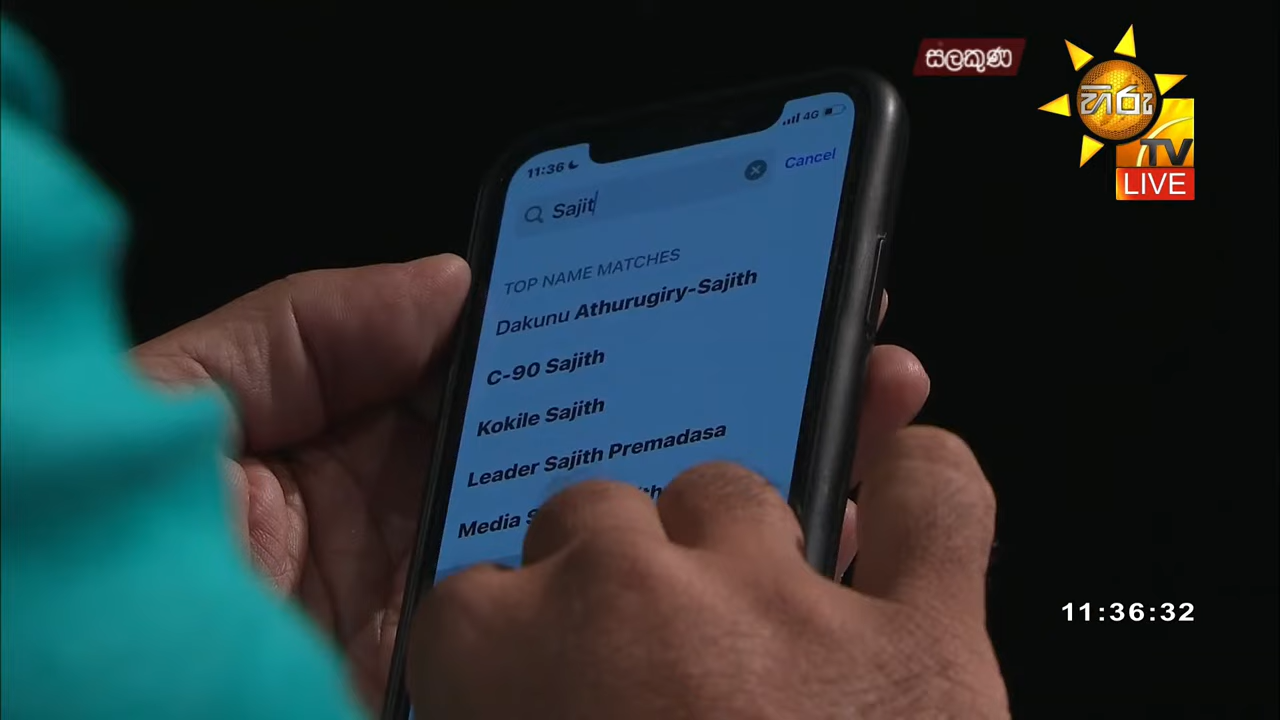 සලකුණ
හිරු
TV
LIVE
11:36
4G
Sajit
Cancel
TOP NAME MATCHES
Dakunu Athurugiry-Sajith
C-90 Sajith
Kokile Sajith
Leader Sajith Premadasa
Media
11:36:32